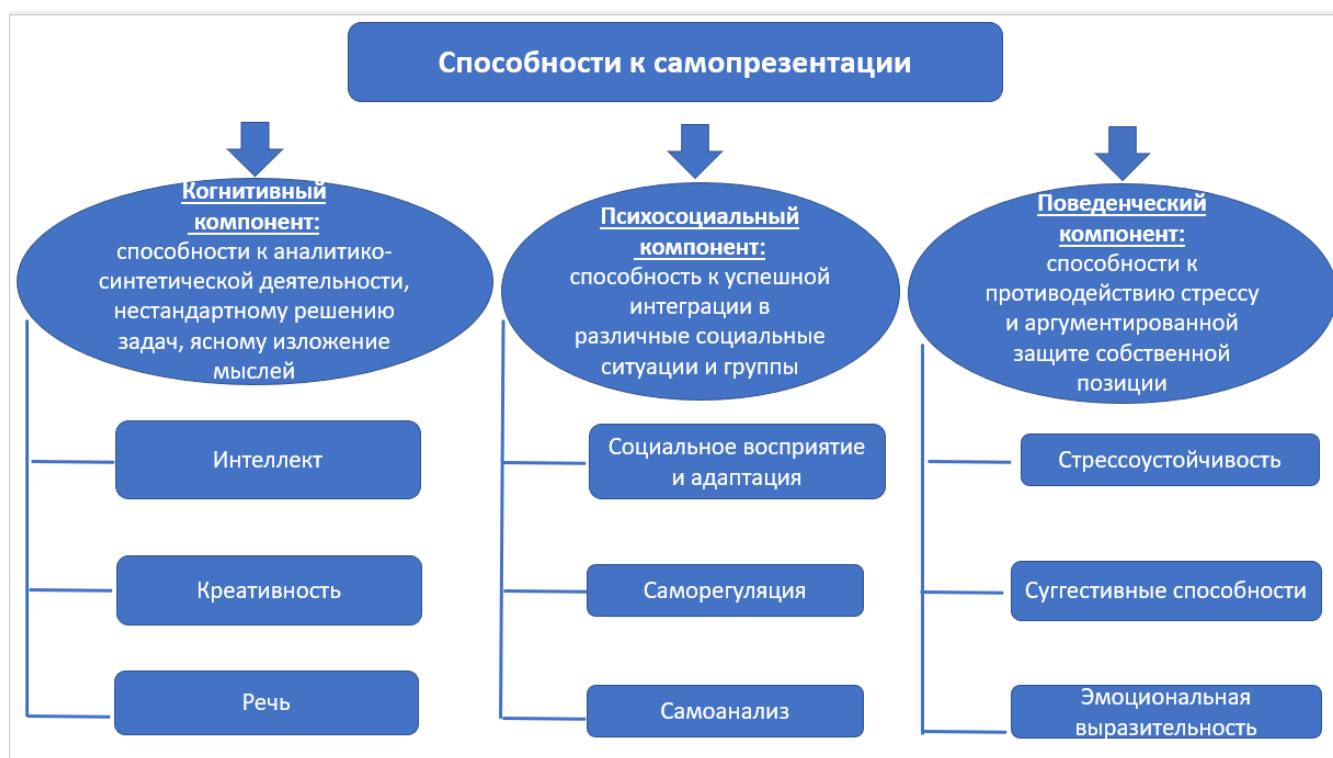 Способности к самопрезентации
Когнитивный
компонент:
способности к аналитико-
синтетической деятельности,
нестандартному решению
задач, ясному изложение
мыслей
Интеллект
Креативность
Речь
Психосоциальный
компонент:
способность к успешной
интеграции в
различные социальные
ситуации и группы
Социальное восприятие
и адаптация
Саморегуляция
Самоанализ
Поведенческий
компонент:
способности к
противодействию стрессу
и аргументированной
защите собственной
позиции
Стрессоустойчивость
Суггестивные способности
Эмоциональная
выразительность